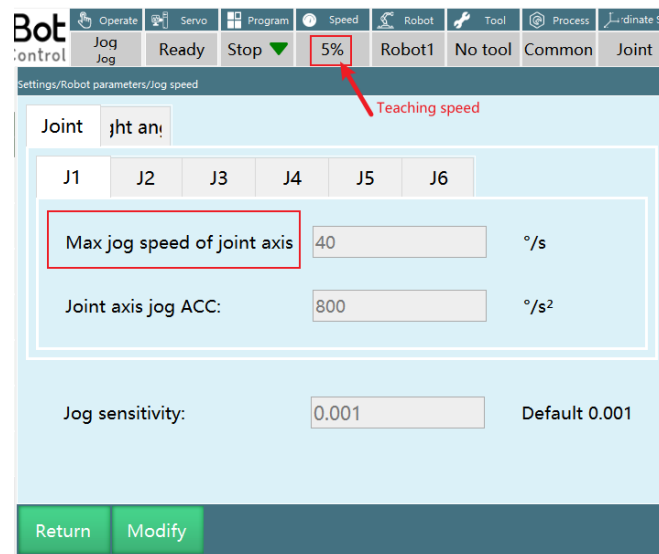 Bot
Control
Operate Servo Program Speed Robot Tool Process
Jog
Jog
Ready Stop 5% Robot1 No tool Common Joint
Settings/Robot parameters/Jog speed
Teaching speed
Joint ght an
J1 J2 J3 J4 J5 J6
Max jog speed of joint axis 40 °/s
Joint axis jog ACC: 800 °/s²
Jog sensitivity: 0.001 Default 0.001
Return Modify